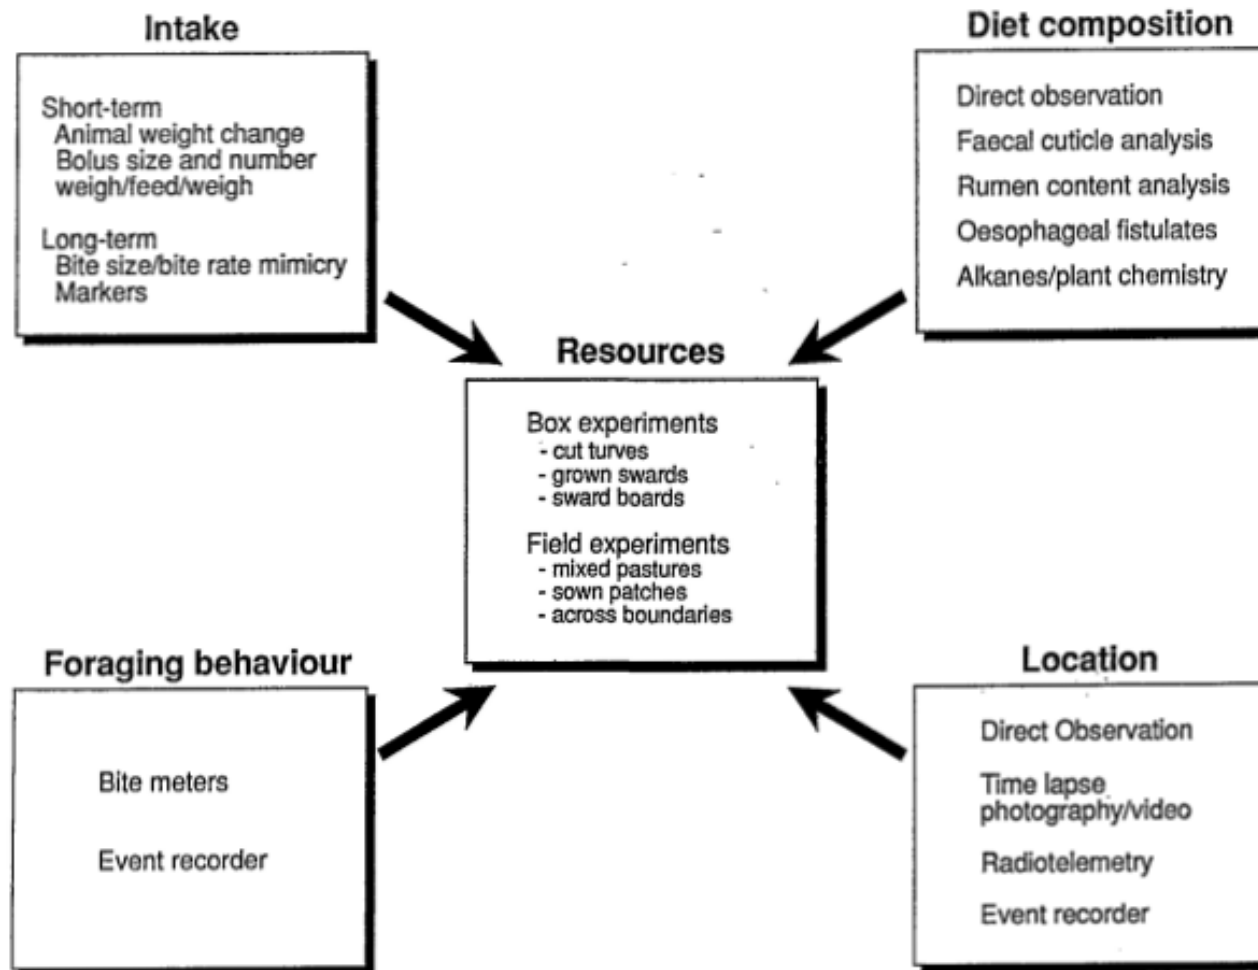 Intake
Short-term
Animal weight change
Bolus size and number
weigh/feed/weigh
Long-term
Bite size/bite rate mimicry
Markers
Diet composition
Direct observation
Faecal cuticle analysis
Rumen content analysis
Oesophageal fistulates
Alkanes/plant chemistry
Resources
Box experiments
- cut turves
- grown swards
- sward boards
Field experiments
- mixed pastures
- sown patches
- across boundaries
Foraging behaviour
Bite meters
Event recorder
Location
Direct Observation
Time lapse
photography/video
Radiotelemetry
Event recorder